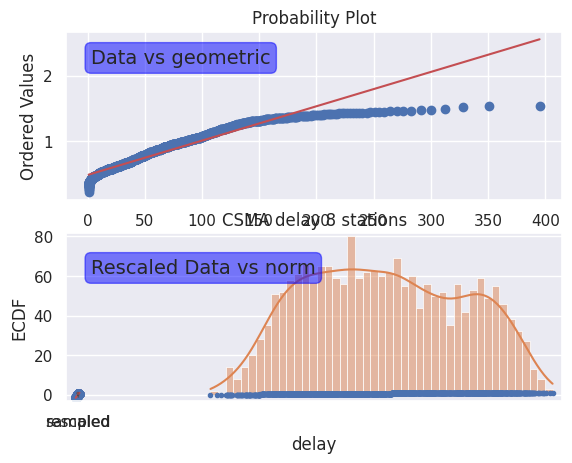 Probability Plot
Data vs geometric
Ordered Values
2
1
0 50 100 150 200 250 300 350 400
CSMA delay 8 stations
Rescaled Data vs norm
ECDF
80
60
40
20
0
delay